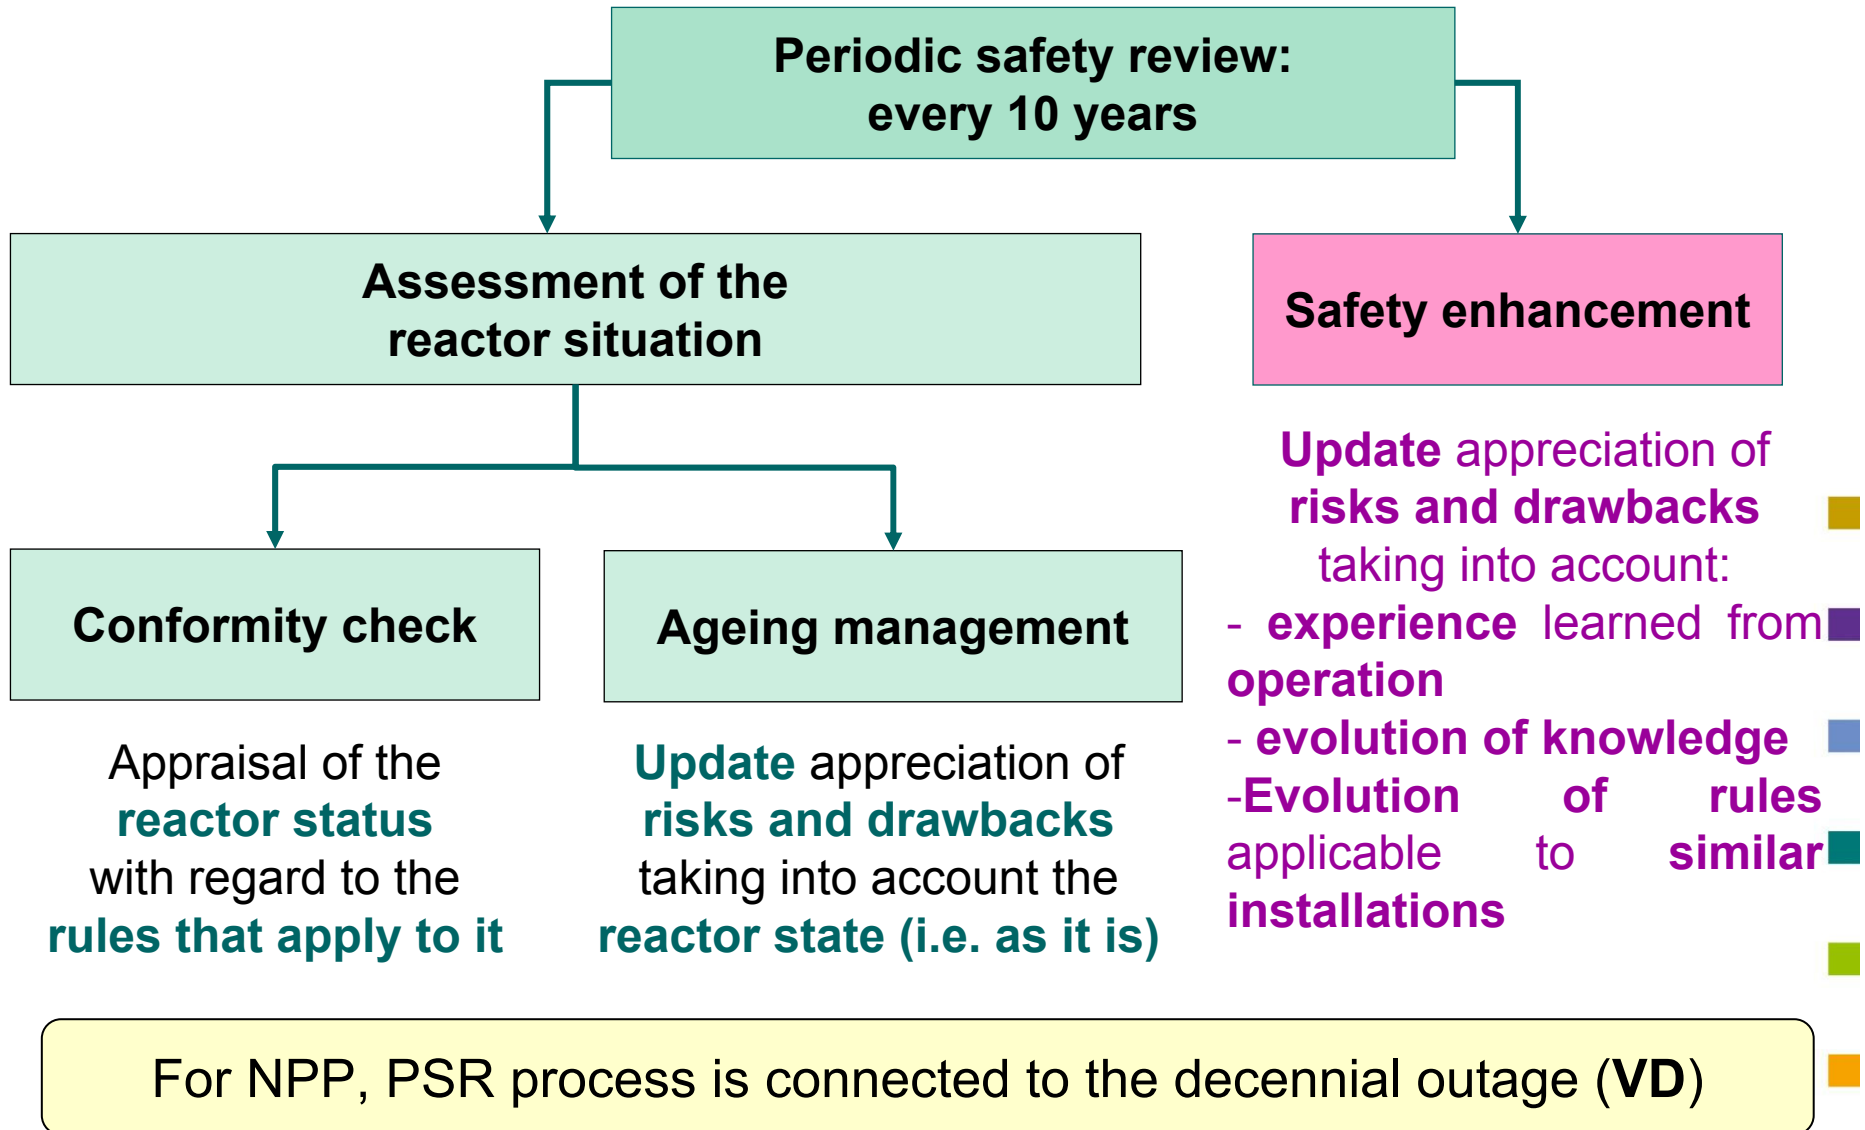 Periodic safety review:
every 10 years
Assessment of the
reactor situation
Safety enhancement
Conformity check
Ageing management
Appraisal of the
reactor status
with regard to the
rules that apply to it
Update appreciation of
risks and drawbacks
taking into account the
reactor state (i.e. as it is)
Update appreciation of
risks and drawbacks
taking into account:
- experience learned from
operation
- evolution of knowledge
-Evolution of rules
applicable to similar
installations
For NPP, PSR process is connected to the decennial outage (VD)